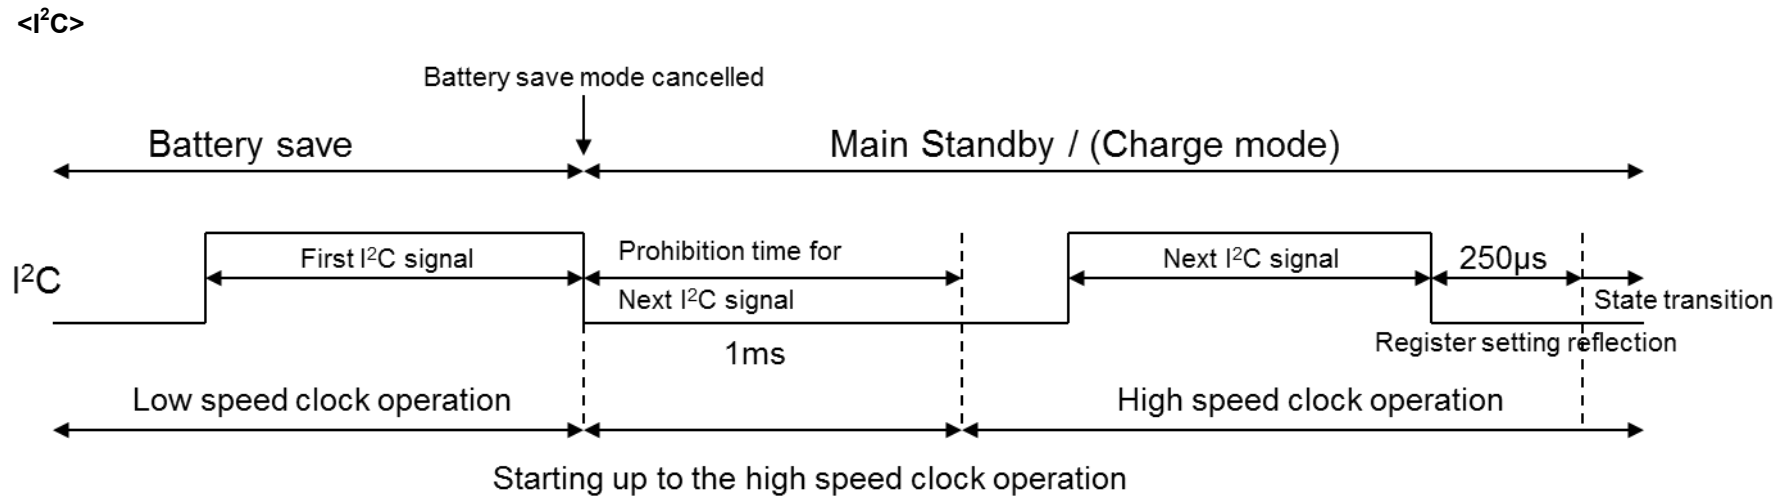 <I²C>
Battery save mode cancelled
Battery save
Main Standby / (Charge mode)
I²C
First I²C signal
Prohibition time for
Next I²C signal
Next I²C signal
250μs
State transition
Register setting reflection
1ms
Low speed clock operation
High speed clock operation
Starting up to the high speed clock operation